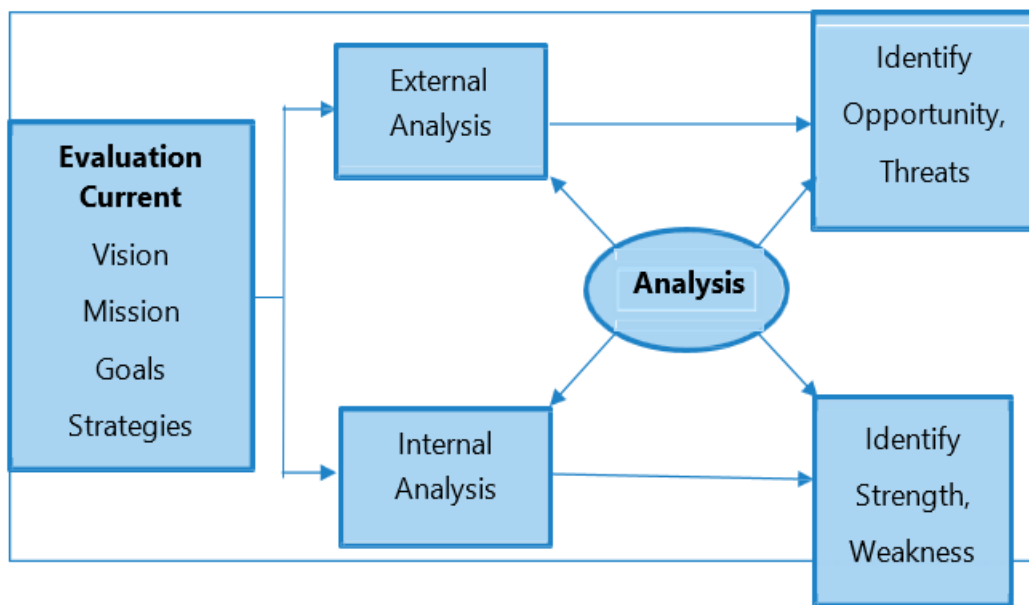 Evaluation
Current
Vision
Mission
Goals
Strategies
External
Analysis
Identify
Opportunity,
Threats
Analysis
Internal
Analysis
Identify
Strength,
Weakness